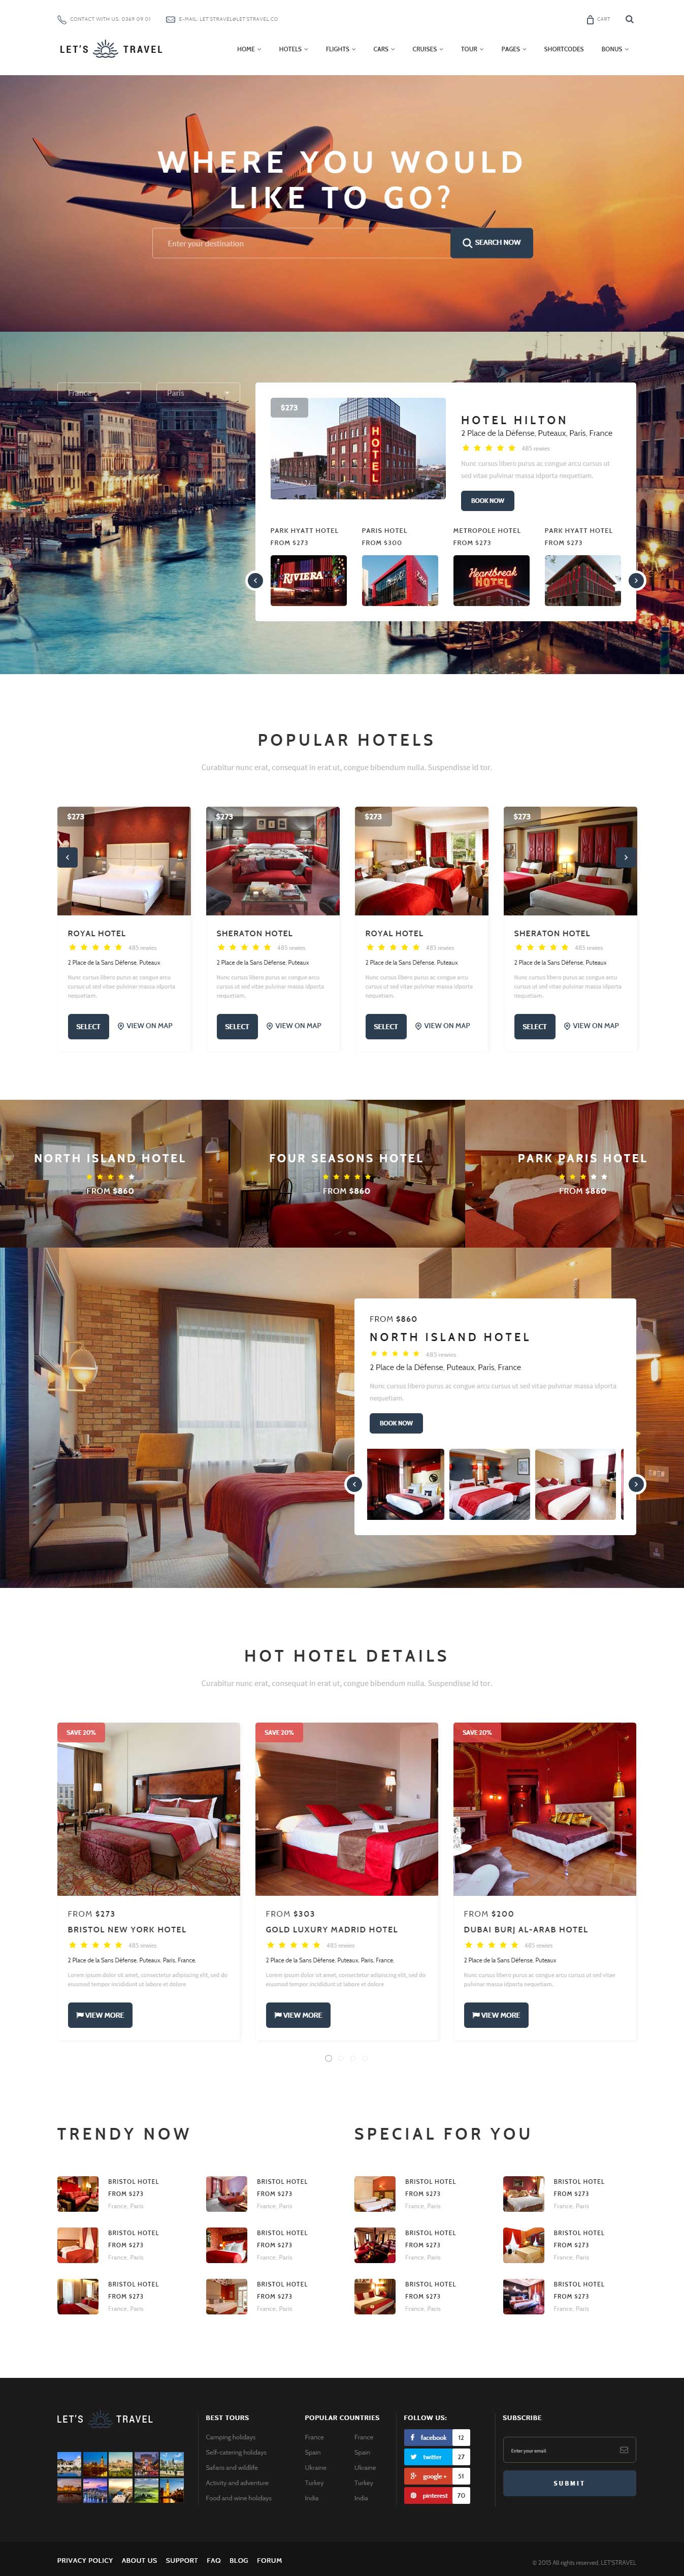 CONTACT WITH US: 0369 09 01
E-MAIL: LET'STRAVEL@LET'STRAVEL.CO
CART
LET'S TRAVEL
HOME HOTELS FLIGHTS CARS CRUISES TOUR PAGES SHORTCODES BONUS
WHERE YOU WOULD
LIKE TO GO?
Enter your destination
SEARCH NOW
France
Paris
$273
HOTEL
HOTEL HILTON
2 Place de la Défense, Puteaux, Paris, France
485 rewies
Nunc cursus libero purus ac congue arcu cursus ut
sed vitae pulvinar massa idporta nequetiam.
BOOK NOW
PARK HYATT HOTEL
FROM $273
RIVIERA
PARIS HOTEL
FROM $300
METROPOLE HOTEL
FROM $273
Heartbreak
HOTEL
PARK HYATT HOTEL
FROM $273
POPULAR HOTELS
Curabitur nunc erat, consequat in erat ut, congue bibendum nulla. Suspendisse id tor.
$273
ROYAL HOTEL
485 rewies
2 Place de la Sans Défense, Puteaux
Nunc cursus libero purus ac congue arcu
cursus ut sed vitae pulvinar massa idporta
nequetiam.
SELECT
VIEW ON MAP
$273
SHERATON HOTEL
485 rewies
2 Place de la Sans Défense, Puteaux
Nunc cursus libero purus ac congue arcu
cursus ut sed vitae pulvinar massa idporta
nequetiam.
SELECT
VIEW ON MAP
$273
ROYAL HOTEL
485 rewies
2 Place de la Sans Défense, Puteaux
Nunc cursus libero purus ac congue arcu
cursus ut sed vitae pulvinar massa idporta
nequetiam.
SELECT
VIEW ON MAP
$273
SHERATON HOTEL
485 rewies
2 Place de la Sans Défense, Puteaux
Nunc cursus libero purus ac congue arcu
cursus ut sed vitae pulvinar massa idporta
nequetiam.
SELECT
VIEW ON MAP
NORTH ISLAND HOTEL
FROM $860
FOUR SEASONS HOTEL
FROM $860
PARK PARIS HOTEL
FROM $860
FROM $860
NORTH ISLAND HOTEL
485 rewies
2 Place de la Défense, Puteaux, Paris, France
Nunc cursus libero purus ac congue arcu cursus ut sed vitae pulvinar massa idporta
nequetiam.
BOOK NOW
HOT HOTEL DETAILS
Curabitur nunc erat, consequat in erat ut, congue bibendum nulla. Suspendisse id tor.
SAVE 20%
FROM $273
BRISTOL NEW YORK HOTEL
485 rewies
2 Place de la Sans Défense, Puteaux, Paris, France,
Lorem ipsum dolor sit amet, consectetur adipiscing elit, sed do
eiusmod tempor incididunt ut labore et dolore
VIEW MORE
SAVE 20%
FROM $303
GOLD LUXURY MADRID HOTEL
485 rewies
2 Place de la Sans Défense, Puteaux, Paris, France,
Lorem ipsum dolor sit amet, consectetur adipiscing elit, sed do
eiusmod tempor incididunt ut labore et dolore
VIEW MORE
SAVE 20%
FROM $200
DUBAI BURJ AL-ARAB HOTEL
485 rewies
2 Place de la Sans Défense, Puteaux
Nunc cursus libero purus ac congue arcu cursus ut sed vitae
pulvinar massa idporta nequetiam.
VIEW MORE
TRENDY NOW
BRISTOL HOTEL
FROM $273
France, Paris
BRISTOL HOTEL
FROM $273
France, Paris
BRISTOL HOTEL
FROM $273
France, Paris
BRISTOL HOTEL
FROM $273
France, Paris
BRISTOL HOTEL
FROM $273
France, Paris
BRISTOL HOTEL
FROM $273
France, Paris
SPECIAL FOR YOU
BRISTOL HOTEL
FROM $273
France, Paris
BRISTOL HOTEL
FROM $273
France, Paris
BRISTOL HOTEL
FROM $273
France, Paris
BRISTOL HOTEL
FROM $273
France, Paris
BRISTOL HOTEL
FROM $273
France, Paris
BRISTOL HOTEL
FROM $273
France, Paris
LET'S TRAVEL
BEST TOURS
Camping holidays
Self-catering holidays
Safaris and wildlife
Activity and adventure
Food and wine holidays
POPULAR COUNTRIES
France France
Spain Spain
Ukraine Ukraine
Turkey Turkey
India India
FOLLOW US:
facebook 12
twitter 27
google + 51
pinterest 70
SUBSCRIBE
Enter your email
SUBMIT
PRIVACY POLICY ABOUT US SUPPORT FAQ BLOG FORUM
© 2015 All rights reserved. LET'STRAVEL